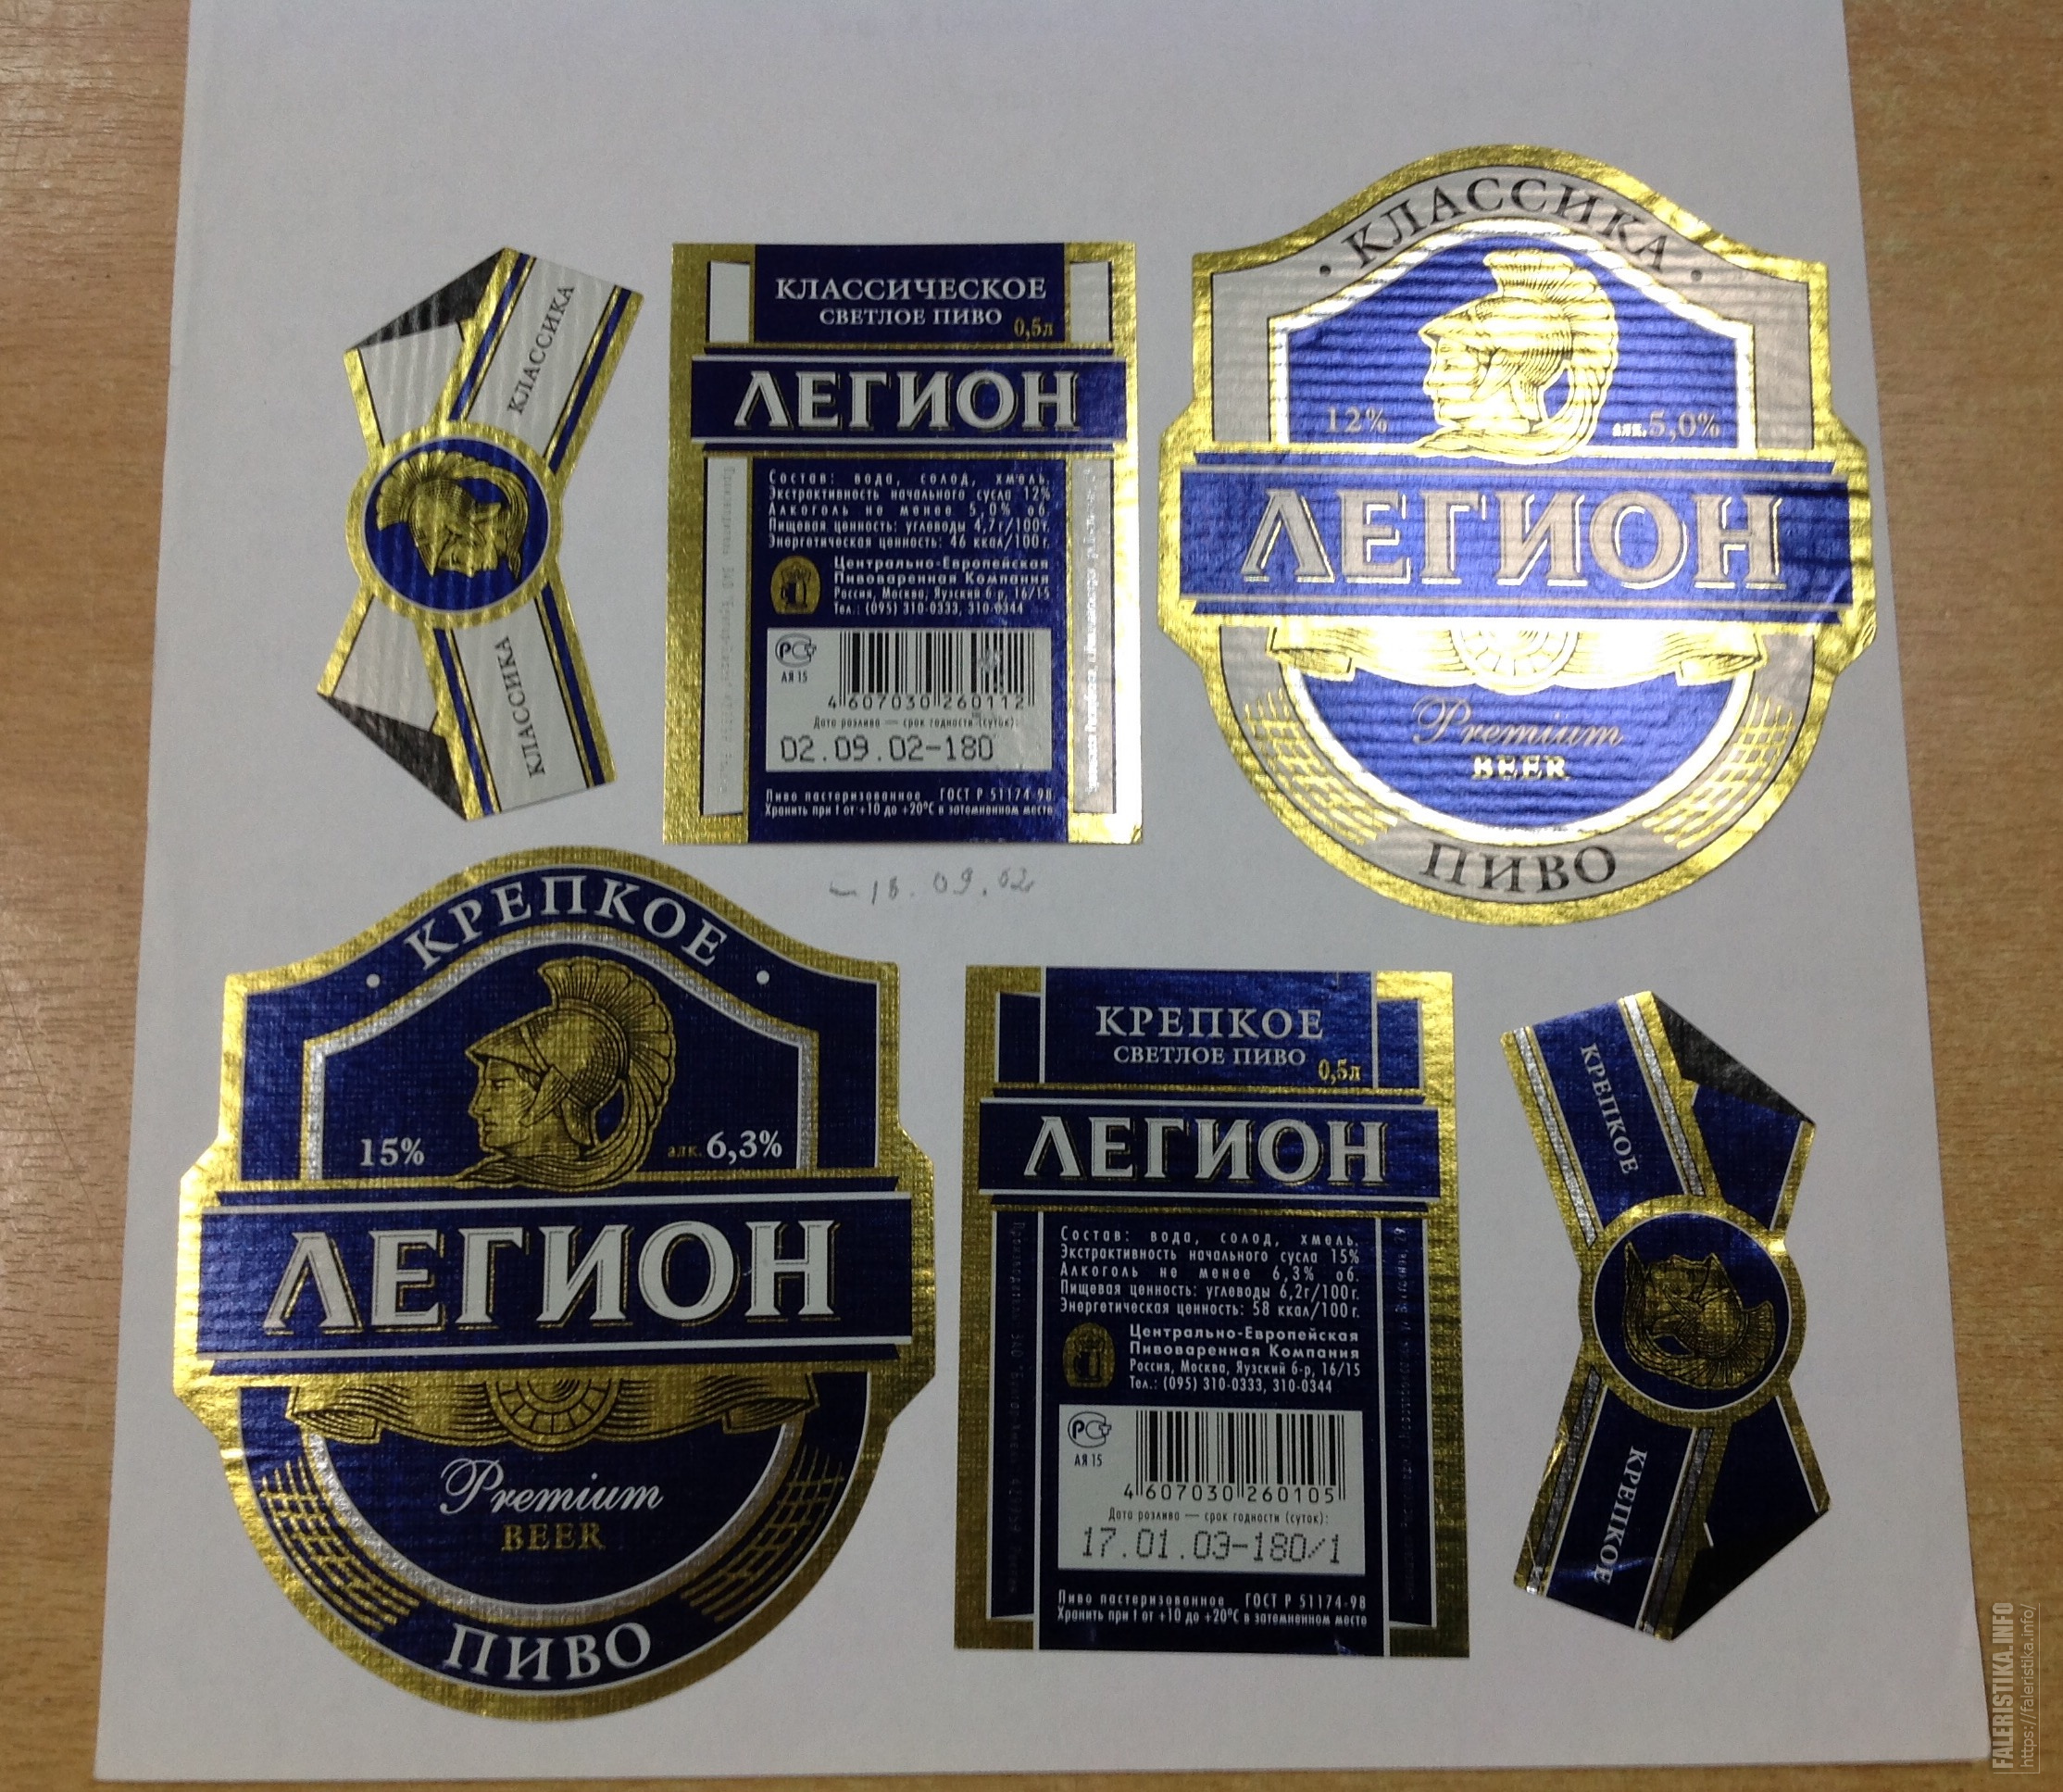 КЛАССИКА
КЛАССИКА
КЛАССИЧЕСКОЕ
СВЕТЛОЕ ПИВО
0,5л
ЛЕГИОН
Состав: вода, солод, хмель.
Экстрактивность начального сусла 12%
Алкоголь не менее 5,0% об.
Пищевая ценность: углеводы 4,7г/100г.
Энергетическая ценность: 46 ккал/100г.
Центрально-Европейская
Пивоваренная Компания
Россия, Москва, Яузский б-р, 16/15
Тел.: (095) 310-0333, 310-0344
РС
АЯ 15
4 607030 260112
Дата розлива — срок годности (суток):
02.09.02-180
Пиво пастеризованное ГОСТ Р 51174-98
Хранить при t от +10 до +20°С в затемненном месте
• КЛАССИКА •
12%
алк. 5,0%
ЛЕГИОН
Premium
BEER
ПИВО
– 18.09.02
• КРЕПКОЕ •
15%
алк. 6,3%
ЛЕГИОН
Premium
BEER
ПИВО
КРЕПКОЕ
СВЕТЛОЕ ПИВО
0,5л
ЛЕГИОН
Состав: вода, солод, хмель.
Экстрактивность начального сусла 15%
Алкоголь не менее 6,3% об.
Пищевая ценность: углеводы 6,2г/100г.
Энергетическая ценность: 58 ккал/100г.
Центрально-Европейская
Пивоваренная Компания
Россия, Москва, Яузский б-р, 16/15
Тел.: (095) 310-0333, 310-0344
РС
АЯ 15
4 607030 260105
Дата розлива — срок годности (суток):
17.01.03-180/1
Пиво пастеризованное ГОСТ Р 51174-98
Хранить при t от +10 до +20°С в затемненном месте
КРЕПКОЕ
КРЕПКОЕ
FALERISTIKA.INFO
https://faleristika.info/